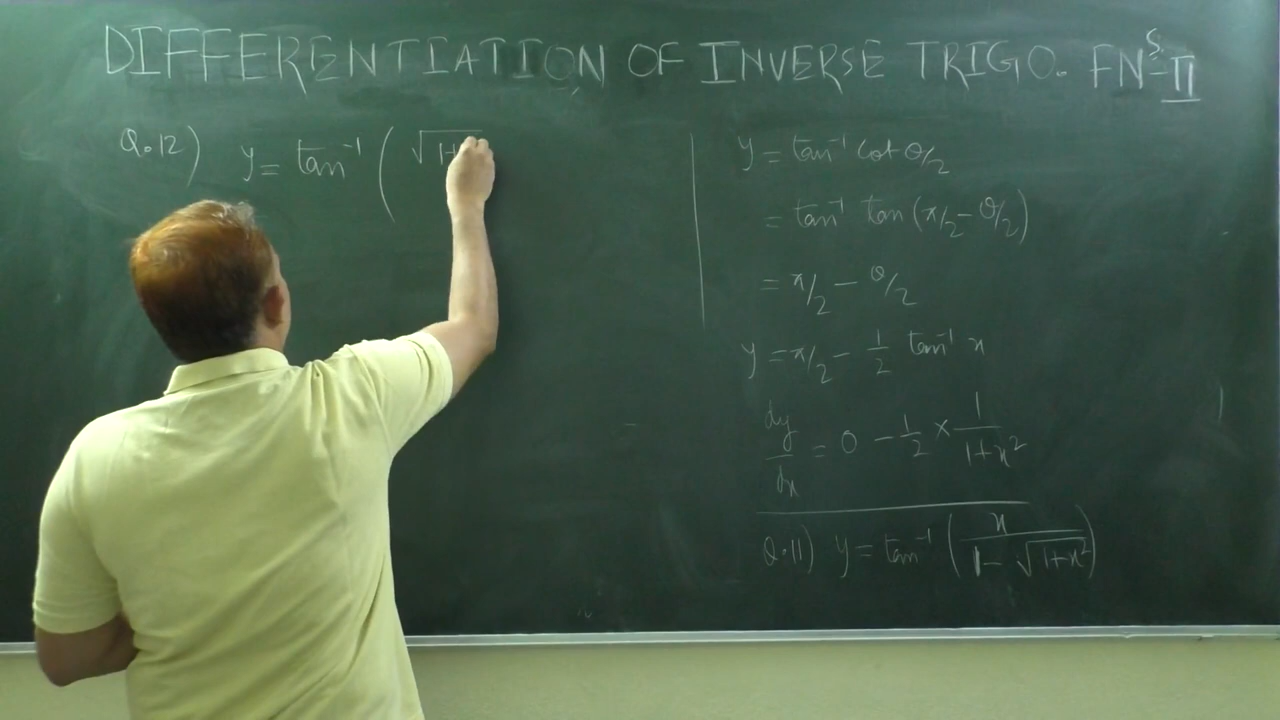 DIFFERENTIATION OF INVERSE TRIGO. FNˢ-II
Q.12) y = tan⁻¹ ( √1+
y = tan⁻¹ cot θ/2
= tan⁻¹ tan (π/2 - θ/2)
= π/2 - θ/2
y = π/2 - 1/2 tan⁻¹ x
dy/dx = 0 - 1/2 × 1/1+x²
Q.11) y = tan⁻¹ (x/1-√1+x²)